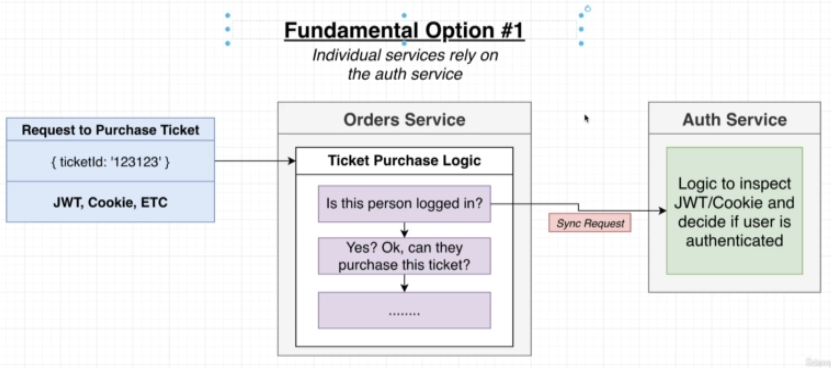 Fundamental Option #1
Individual services rely on
the auth service
Request to Purchase Ticket
{ ticketId: '123123' }
JWT, Cookie, ETC
Orders Service
Ticket Purchase Logic
Is this person logged in?
Yes? Ok, can they
purchase this ticket?
........
Sync Request
Auth Service
Logic to inspect
JWT/Cookie and
decide if user is
authenticated